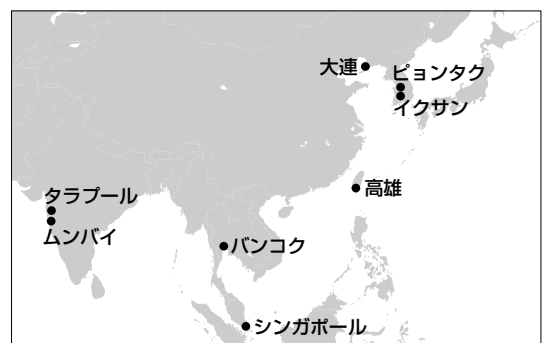 大連
ピョンタク
イクサン
高雄
タラプール
ムンバイ
バンコク
シンガポール